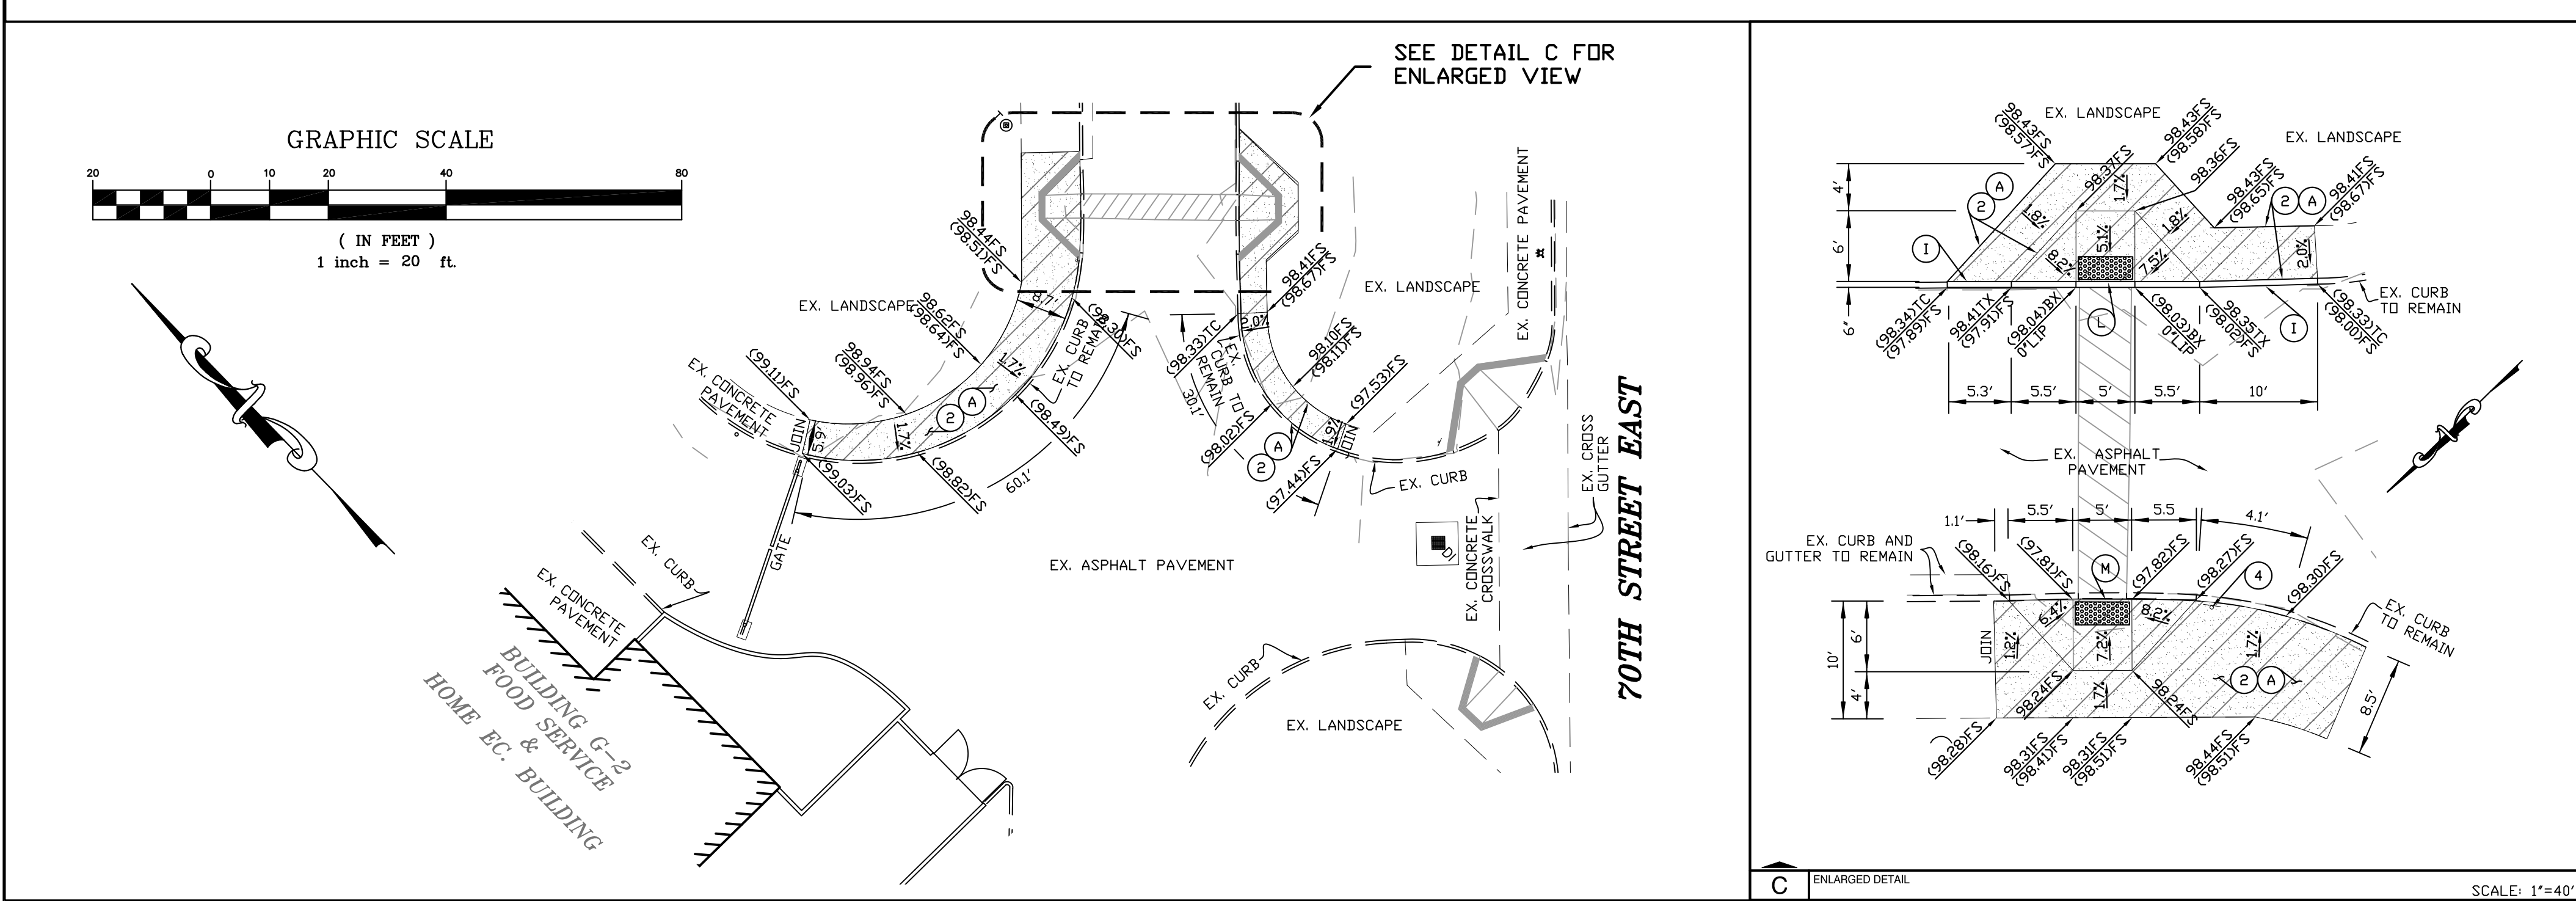 SEE DETAIL C FOR
ENLARGED VIEW
GRAPHIC SCALE
20 0 10 20 40 80
( IN FEET )
1 inch = 20 ft.
98.44FS
(98.51)FS
EX. LANDSCAPE
98.62FS
(98.64)FS
8.7'
(98.30)FS
EX. CURB
TO REMAIN
98.94FS
(98.96)FS
(99.11)FS
EX. CONCRETE
PAVEMENT
JOIN
5.9'
1.7%
1.7%
2
A
(98.49)FS
(98.82)FS
(99.03)FS
60.1'
GATE
EX. CURB
EX. CONCRETE
PAVEMENT
BUILDING G-2
FOOD SERVICE
&
HOME EC. BUILDING
98.41FS
(98.67)FS
EX. LANDSCAPE
2.0%
(98.33)TC
EX.
CURB TO
REMAIN
30.1'
98.10FS
(98.11)FS
(97.53)FS
(98.02)FS
1.9%
JOIN
A
2
(97.44)FS
EX. CURB
EX. CONCRETE PAVEMENT
EX. CROSS
GUTTER
70TH STREET EAST
DI
EX. CONCRETE
CROSSWALK
EX. ASPHALT PAVEMENT
EX. CURB
EX. LANDSCAPE
EX. LANDSCAPE
EX. LANDSCAPE
98.43FS
(98.57)FS
98.43FS
(98.58)FS
98.37FS
98.36FS
98.43FS
(98.65)FS
98.41FS
(98.67)FS
4'
6'
6"
A
2
I
1.8%
1.7%
1.8%
2
A
8.2%
5.1%
7.5%
2.0%
EX. CURB
TO REMAIN
(98.34)TC
(97.89)FS
98.41TX
(97.91)FS
(98.04)BX
0"LIP
L
(98.03)BX
0"LIP
98.35TX
(98.02)FS
I
(98.33)TC
(98.00)FS
5.3'
5.5'
5'
5.5'
10'
EX. ASPHALT
PAVEMENT
1.1'
5.5'
5'
5.5
4.1'
EX. CURB AND
GUTTER TO REMAIN
(98.16)FS
(97.81)FS
M
(97.82)FS
(98.27)FS
4
(98.30)FS
EX. CURB
TO REMAIN
10'
6'
4'
JOIN
1.2%
6.4%
7.2%
8.2%
1.7%
2
A
98.24FS
1.7%
98.24FS
8.5'
(98.28)FS
98.31FS
(98.41)FS
98.31FS
(98.51)FS
98.44FS
(98.51)FS
C
ENLARGED DETAIL
SCALE: 1"=40'